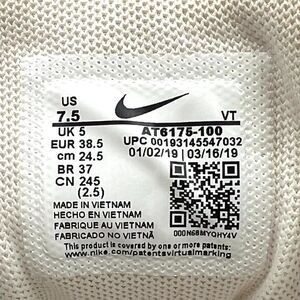 US
7.5 VT
UK 5 AT6175-100
EUR 38.5 UPC 00193145547032
cm 24.5 01/02/19 03/16/19
BR 37
CN 245
(2.5)
MADE IN VIETNAM
HECHO EN VIETNAM
FABRIQUE AU VIETNAM
FABRICADO NO VIETNÃ
000N68MYQHY4V
This product is covered by one or more patents. See
www.nike.com/patentsvirtualmarking